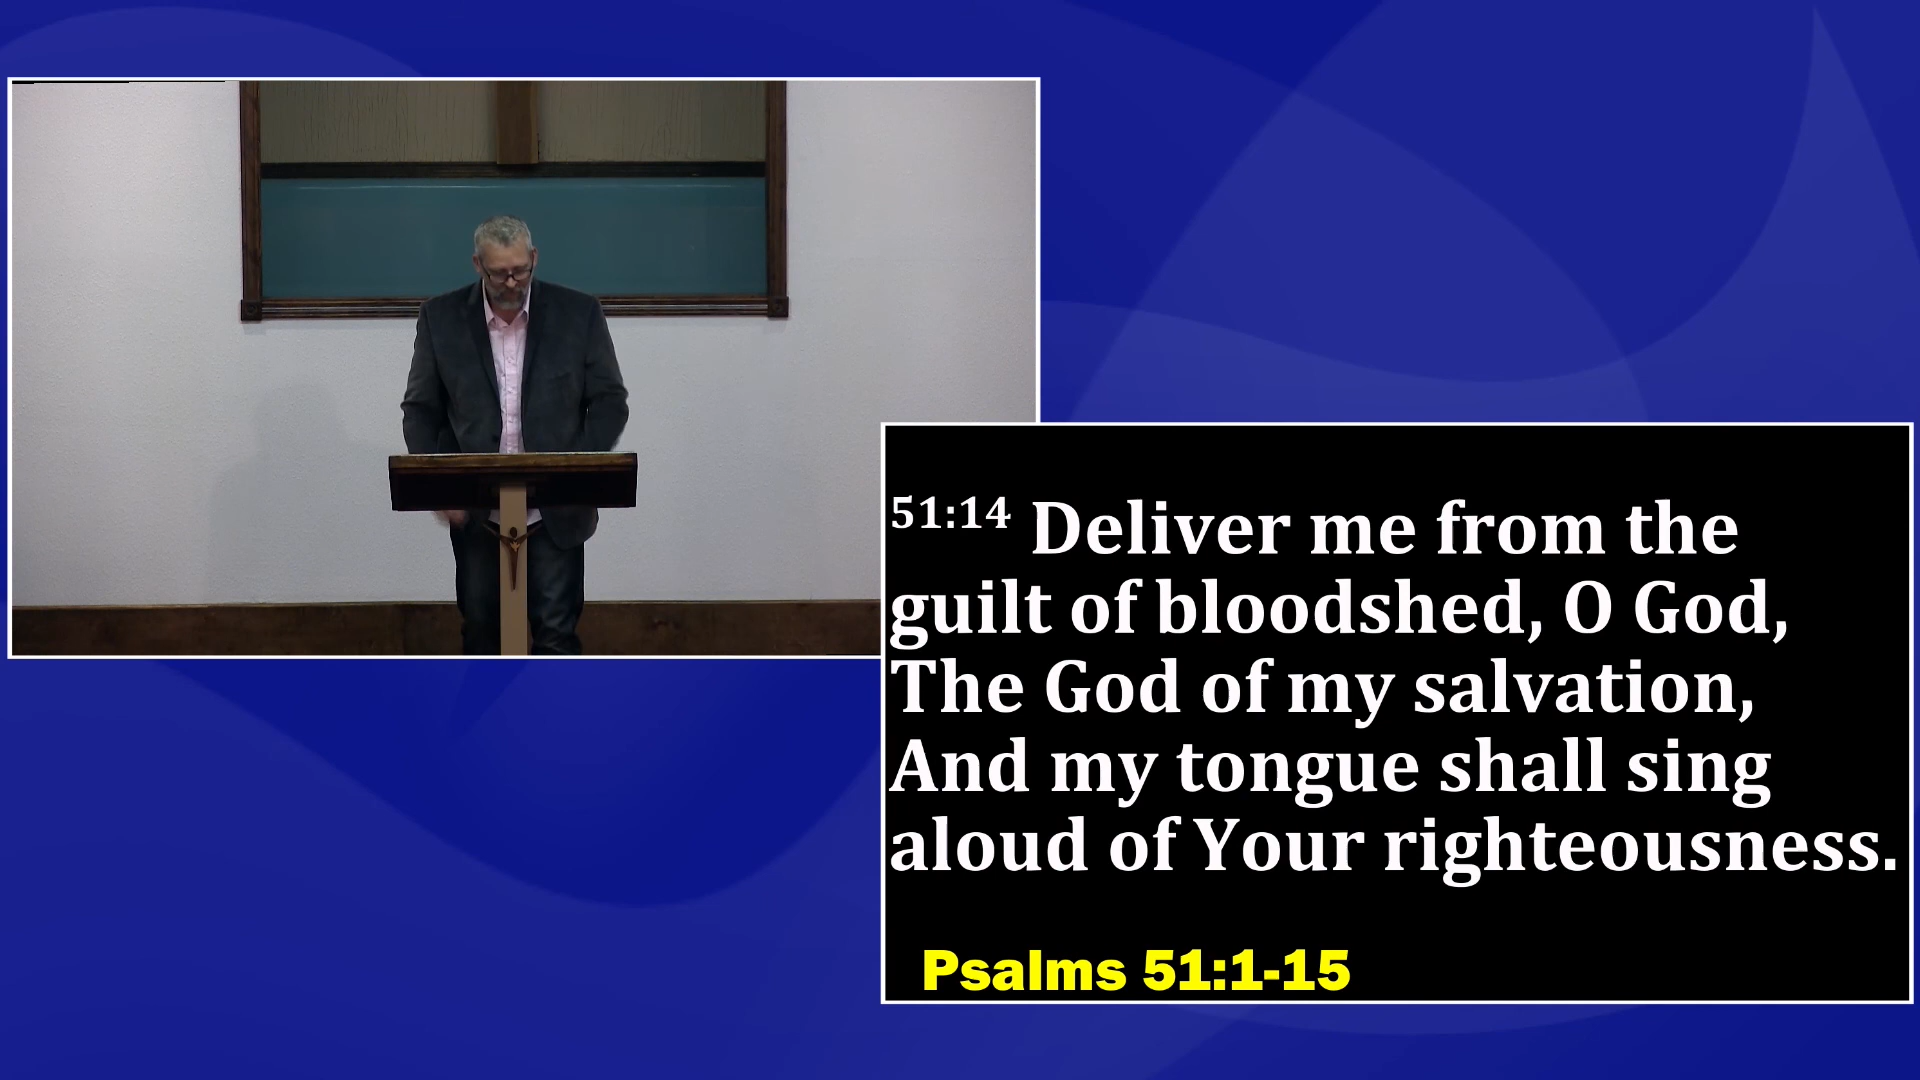 51:14 Deliver me from the
guilt of bloodshed, O God,
The God of my salvation,
And my tongue shall sing
aloud of Your righteousness.
Psalms 51:1-15